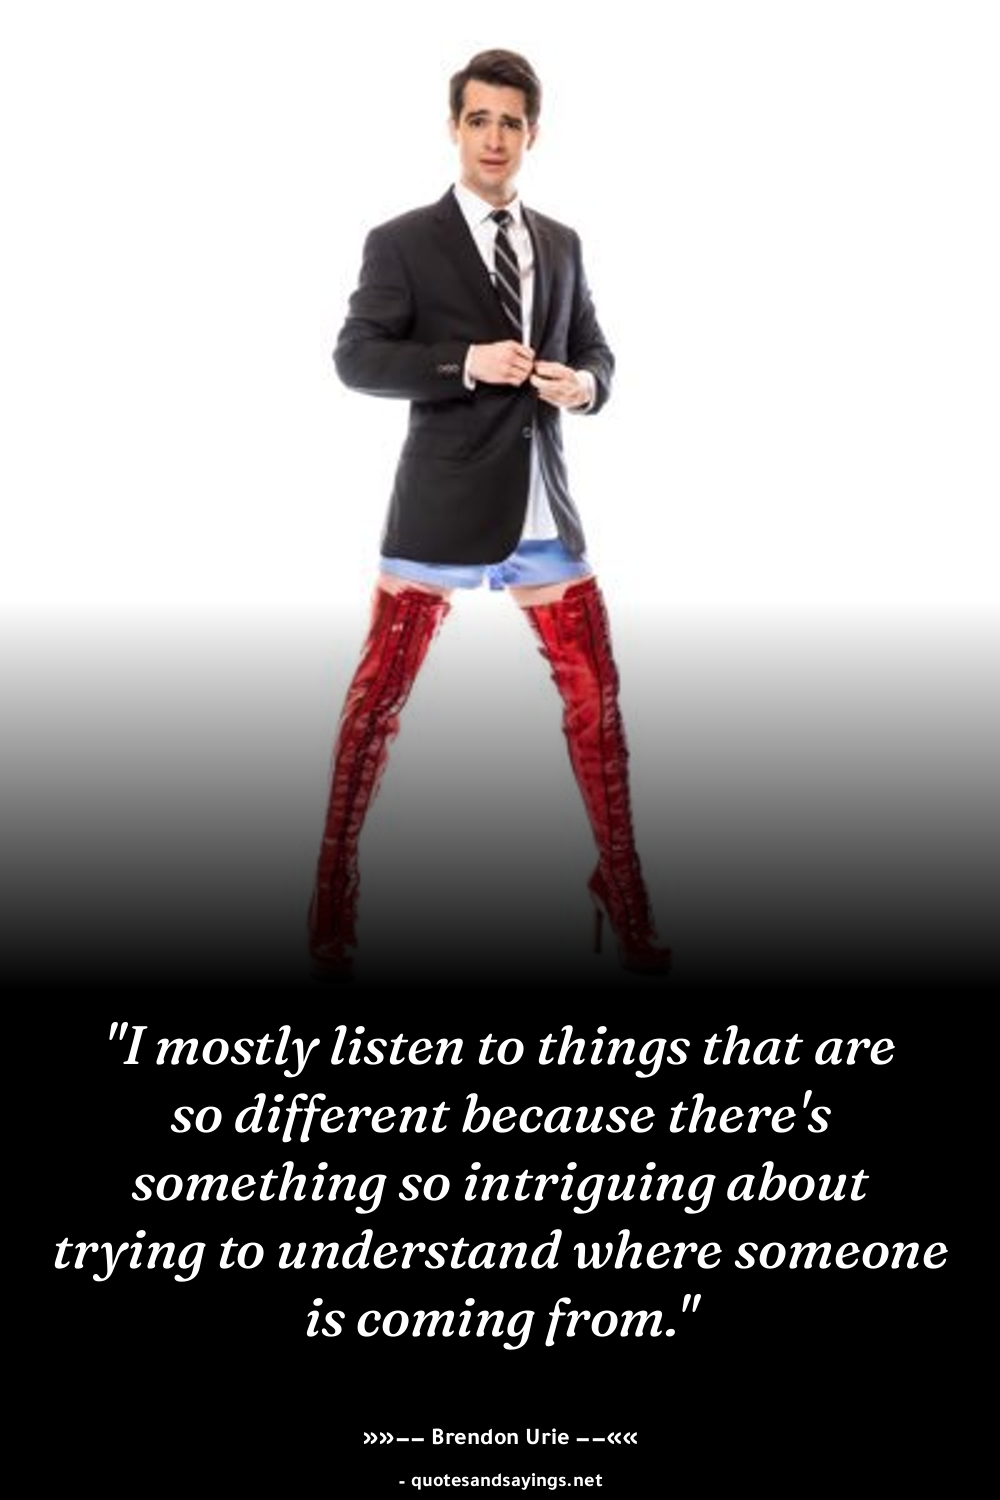 "I mostly listen to things that are
so different because there's
something so intriguing about
trying to understand where someone
is coming from."
»»−− Brendon Urie −−««
- quotesandsayings.net